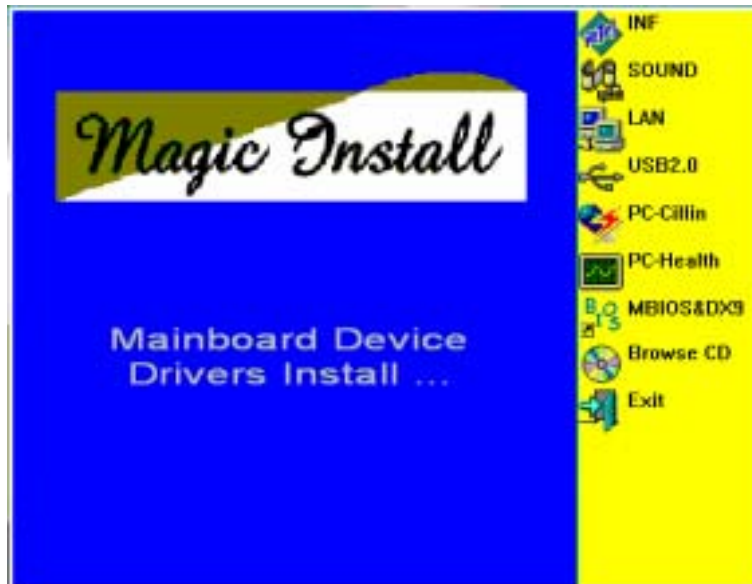 Magic Install
Mainboard Device
Drivers Install ...
INF
SOUND
LAN
USB2.0
PC-Cillin
PC-Health
MBIOS&DX9
Browse CD
Exit